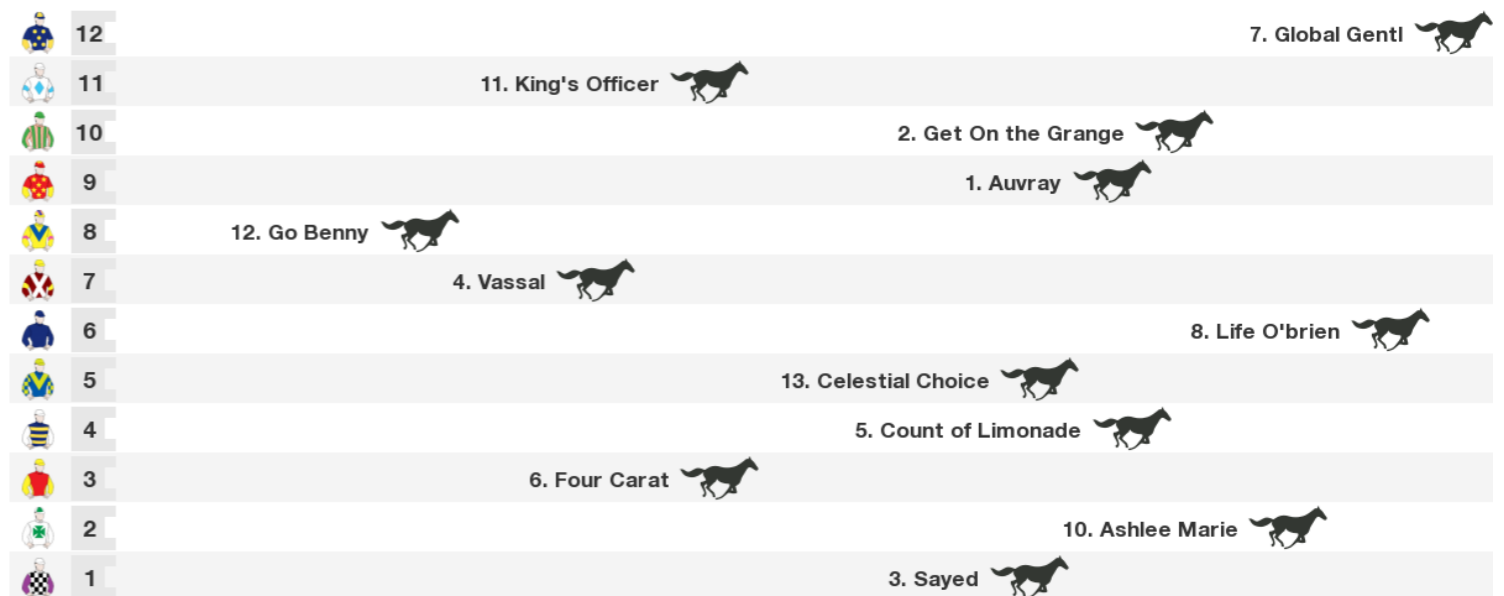 12 7. Global Gentl
11 11. King's Officer
10 2. Get On the Grange
9 1. Auvray
8 12. Go Benny
7 4. Vassal
6 8. Life O'brien
5 13. Celestial Choice
4 5. Count of Limonade
3 6. Four Carat
2 10. Ashlee Marie
1 3. Sayed